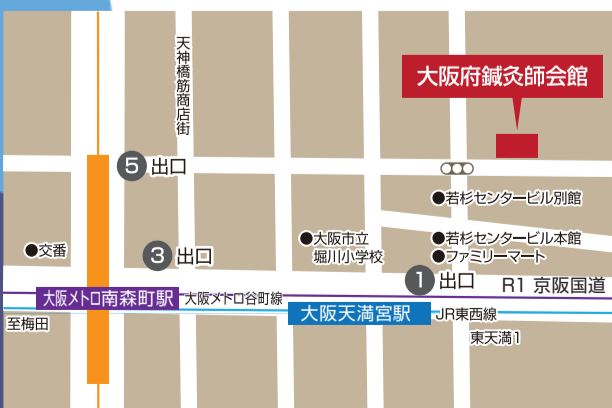 天神橋筋商店街
大阪府鍼灸師会館
5 出口
●若杉センタービル別館
●交番
3 出口
●大阪市立
堀川小学校
●若杉センタービル本館
●ファミリーマート
1 出口
R1 京阪国道
大阪メトロ南森町駅
大阪メトロ谷町線
大阪天満宮駅
JR東西線
至梅田
東天満1